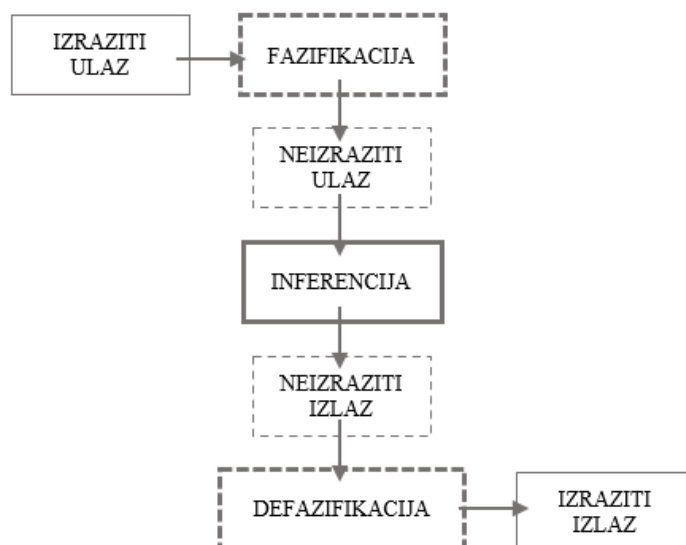 IZRAZITI
ULAZ
FAZIFIKACIJA
NEIZRAZITI
ULAZ
INFERENCIJA
NEIZRAZITI
IZLAZ
DEFAZIFIKACIJA
IZRAZITI
IZLAZ